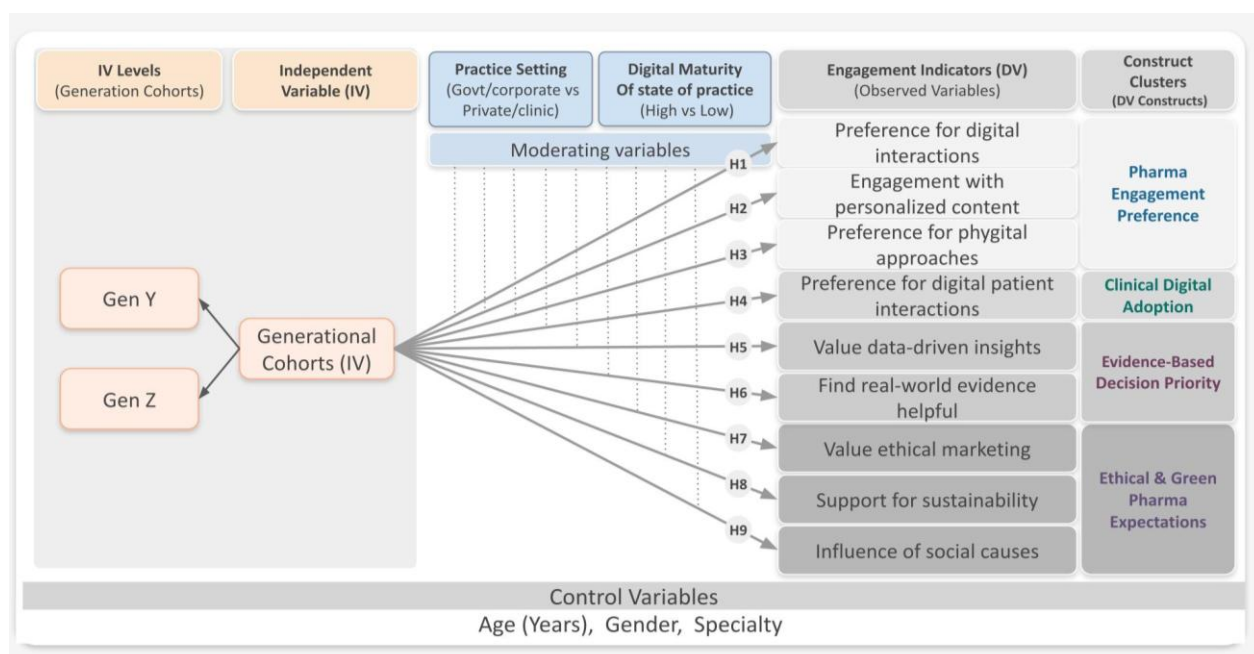 IV Levels
(Generation Cohorts)
Independent
Variable (IV)
Practice Setting
(Govt/corporate vs
Private/clinic)
Digital Maturity
Of state of practice
(High vs Low)
Engagement Indicators (DV)
(Observed Variables)
Construct
Clusters
(DV Constructs)
Moderating variables
Gen Y
Gen Z
Generational
Cohorts (IV)
H1
H2
H3
H4
H5
H6
H7
H8
H9
Preference for digital
interactions
Engagement with
personalized content
Preference for phygital
approaches
Preference for digital patient
interactions
Value data-driven insights
Find real-world evidence
helpful
Value ethical marketing
Support for sustainability
Influence of social causes
Pharma
Engagement
Preference
Clinical Digital
Adoption
Evidence-Based
Decision Priority
Ethical & Green
Pharma
Expectations
Control Variables
Age (Years), Gender, Specialty